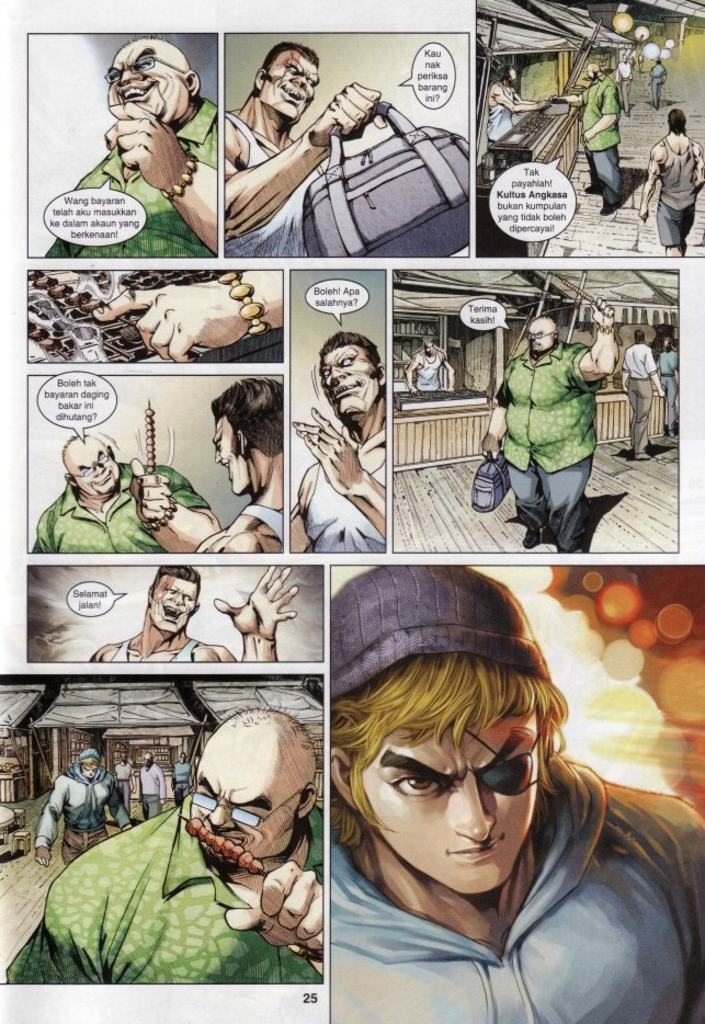 Wang bayaran
telah aku masukkan
ke dalam akaun yang
berkenaan!
Kau
nak
periksa
barang
ini?
Tak
payahlah!
Kultus Angkasa
bukan kumpulan
yang tidak boleh
dipercayai!
Boleh tak
bayaran daging
bakar ini
dihutang?
Boleh! Apa
salahnya?
Terima
kasih!
Selamat
jalan!
25